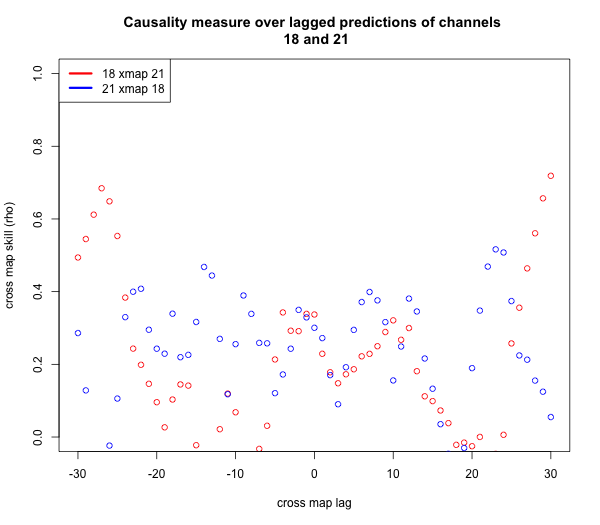 Causality measure over lagged predictions of channels
18 and 21
18 xmap 21
21 xmap 18
cross map skill (rho)
1.0
0.8
0.6
0.4
0.2
0.0
-30
-20
-10
0
10
20
30
cross map lag